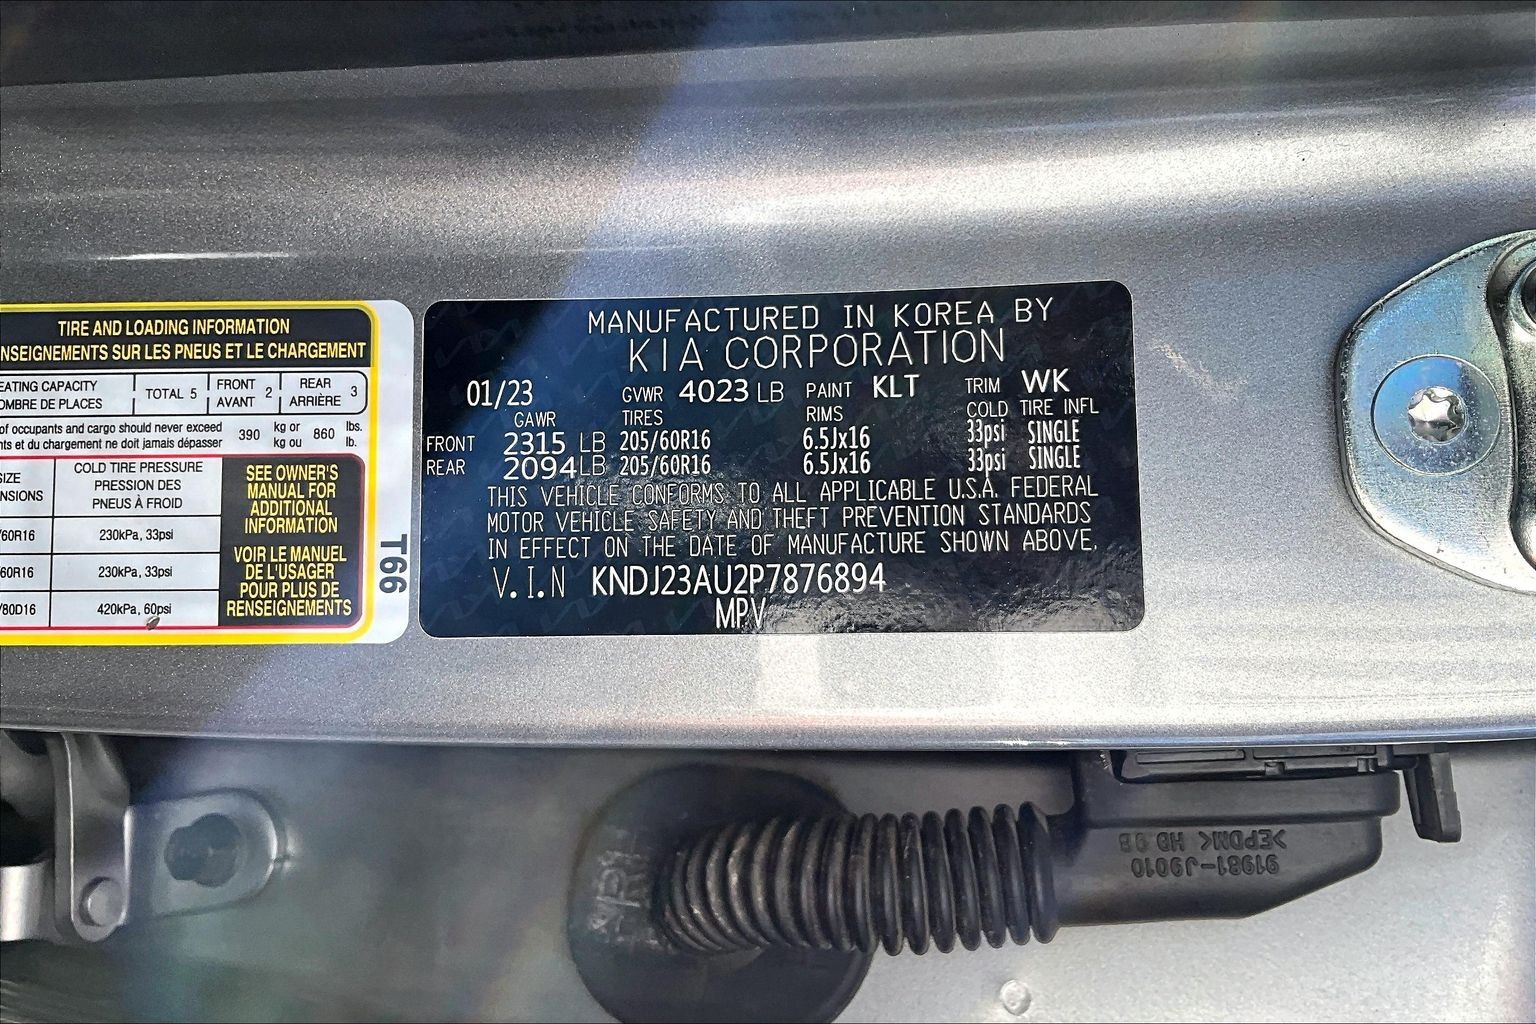 TIRE AND LOADING INFORMATION
NSEIGNEMENTS SUR LES PNEUS ET LE CHARGEMENT
EATING CAPACITY
OMBRE DE PLACES
TOTAL 5
FRONT
AVANT 2
REAR
ARRIÈRE 3
of occupants and cargo should never exceed
nts et du chargement ne doit jamais dépasser
390 kg or
kg ou
860 lbs.
lb.
SIZE
NSIONS
COLD TIRE PRESSURE
PRESSION DES
PNEUS À FROID
/60R16 230kPa, 33psi
/60R16 230kPa, 33psi
/80D16 420kPa, 60psi
SEE OWNER'S
MANUAL FOR
ADDITIONAL
INFORMATION
VOIR LE MANUEL
DE L'USAGER
POUR PLUS DE
RENSEIGNEMENTS
T66
MANUFACTURED IN KOREA BY
KIA CORPORATION
01/23 GVWR 4023 LB PAINT KLT TRIM WK
GAWR TIRES RIMS COLD TIRE INFL
FRONT 2315 LB 205/60R16 6.5Jx16 33psi SINGLE
REAR 2094 LB 205/60R16 6.5Jx16 33psi SINGLE
THIS VEHICLE CONFORMS TO ALL APPLICABLE U.S.A. FEDERAL
MOTOR VEHICLE SAFETY AND THEFT PREVENTION STANDARDS
IN EFFECT ON THE DATE OF MANUFACTURE SHOWN ABOVE.
V.I.N KNDJ23AU2P7876894
MPV
91981-J9010
>EPDM< HD 9B